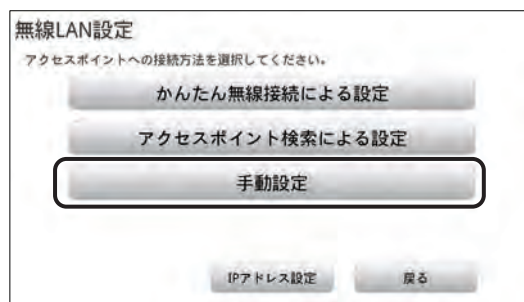 無線LAN設定
アクセスポイントへの接続方法を選択してください。
かんたん無線接続による設定
アクセスポイント検索による設定
手動設定
IPアドレス設定
戻る